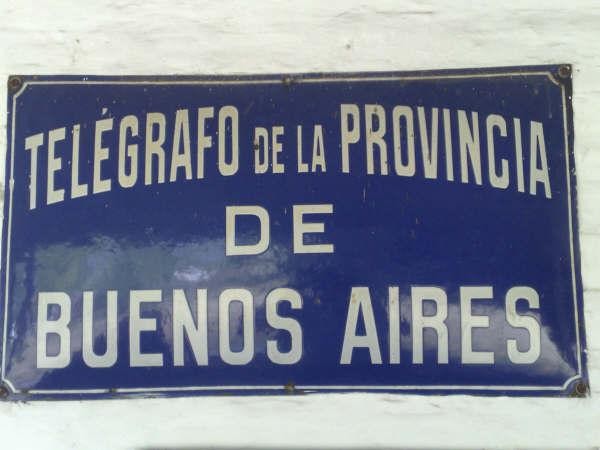 TELÉGRAFO DE LA PROVINCIA
DE
BUENOS AIRES